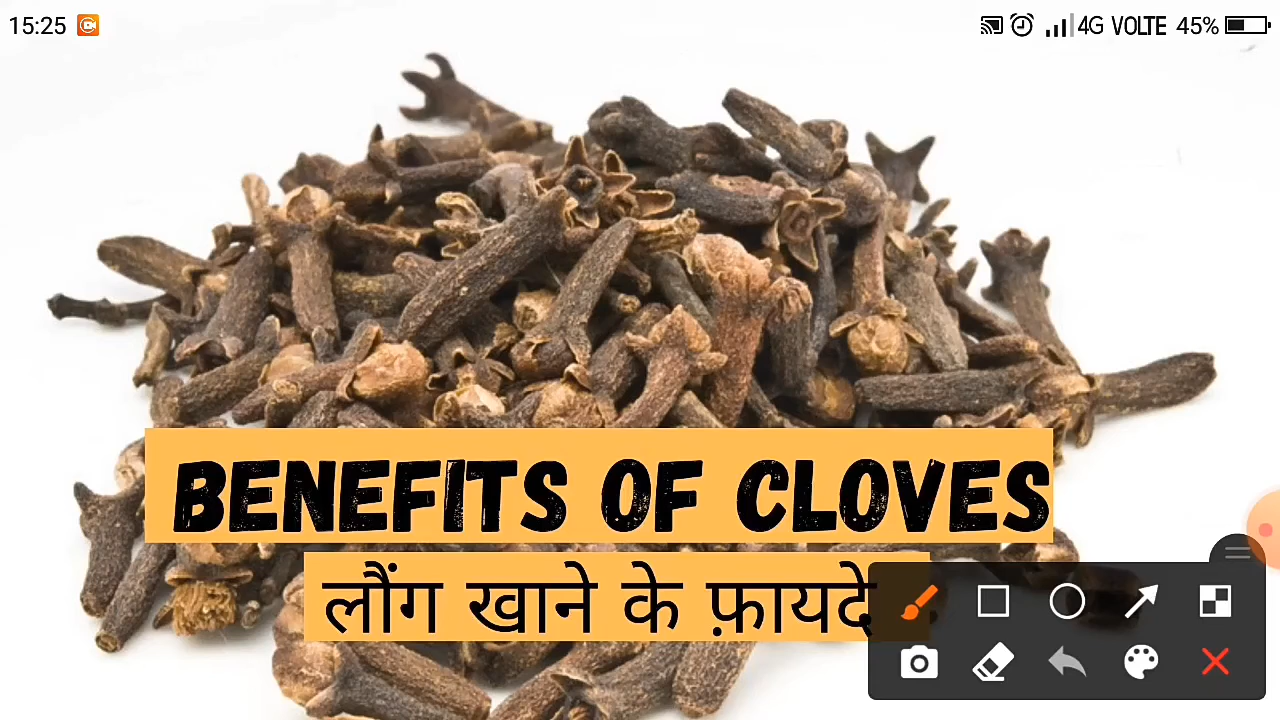 15:25 4G VOLTE 45%
BENEFITS OF CLOVES
लौंग खाने के फ़ायदे